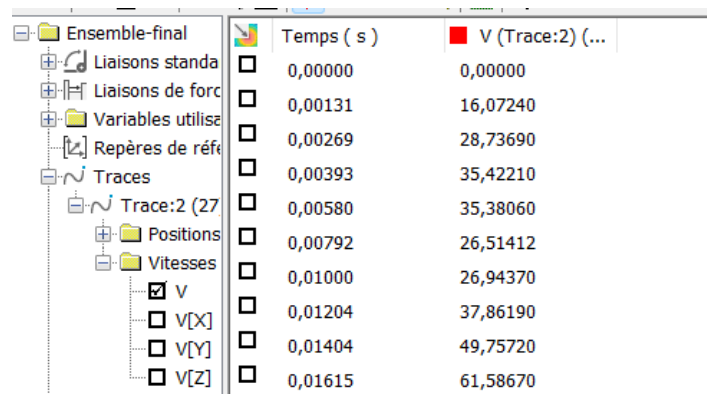 Ensemble-final
Liaisons standa
Liaisons de forc
Variables utilisa
Repères de réfé
Traces
Trace:2 (27
Positions
Vitesses
V
V[X]
V[Y]
V[Z]
Temps ( s ) V (Trace:2) (...
0,00000 0,00000
0,00131 16,07240
0,00269 28,73690
0,00393 35,42210
0,00580 35,38060
0,00792 26,51412
0,01000 26,94370
0,01204 37,86190
0,01404 49,75720
0,01615 61,58670